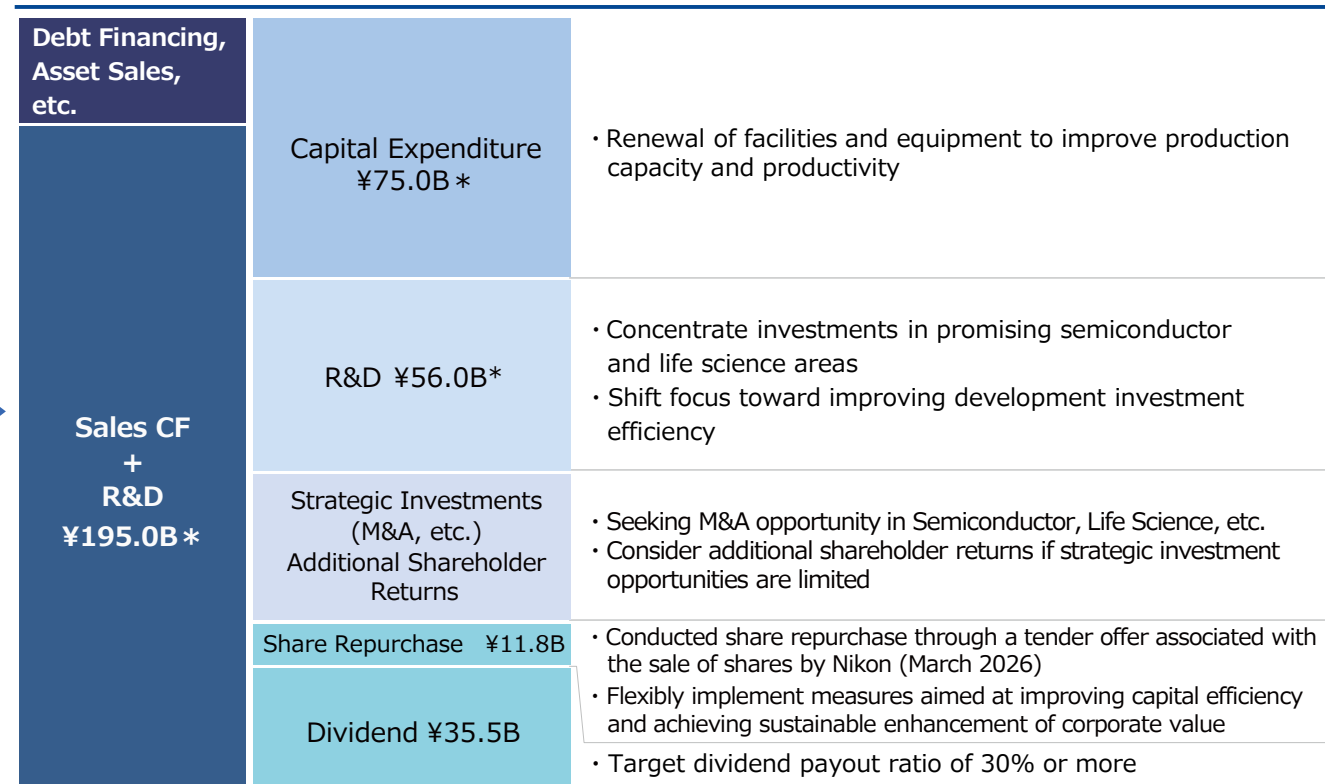 Debt Financing,
Asset Sales,
etc.
Sales CF
+
R&D
¥195.0B＊
Capital Expenditure
¥75.0B＊
・Renewal of facilities and equipment to improve production
capacity and productivity
R&D ¥56.0B*
・Concentrate investments in promising semiconductor
and life science areas
・Shift focus toward improving development investment
efficiency
Strategic Investments
(M&A, etc.)
Additional Shareholder
Returns
・Seeking M&A opportunity in Semiconductor, Life Science, etc.
・Consider additional shareholder returns if strategic investment
opportunities are limited
Share Repurchase ¥11.8B
・Conducted share repurchase through a tender offer associated with
the sale of shares by Nikon (March 2026)
・Flexibly implement measures aimed at improving capital efficiency
and achieving sustainable enhancement of corporate value
Dividend ¥35.5B
・Target dividend payout ratio of 30% or more